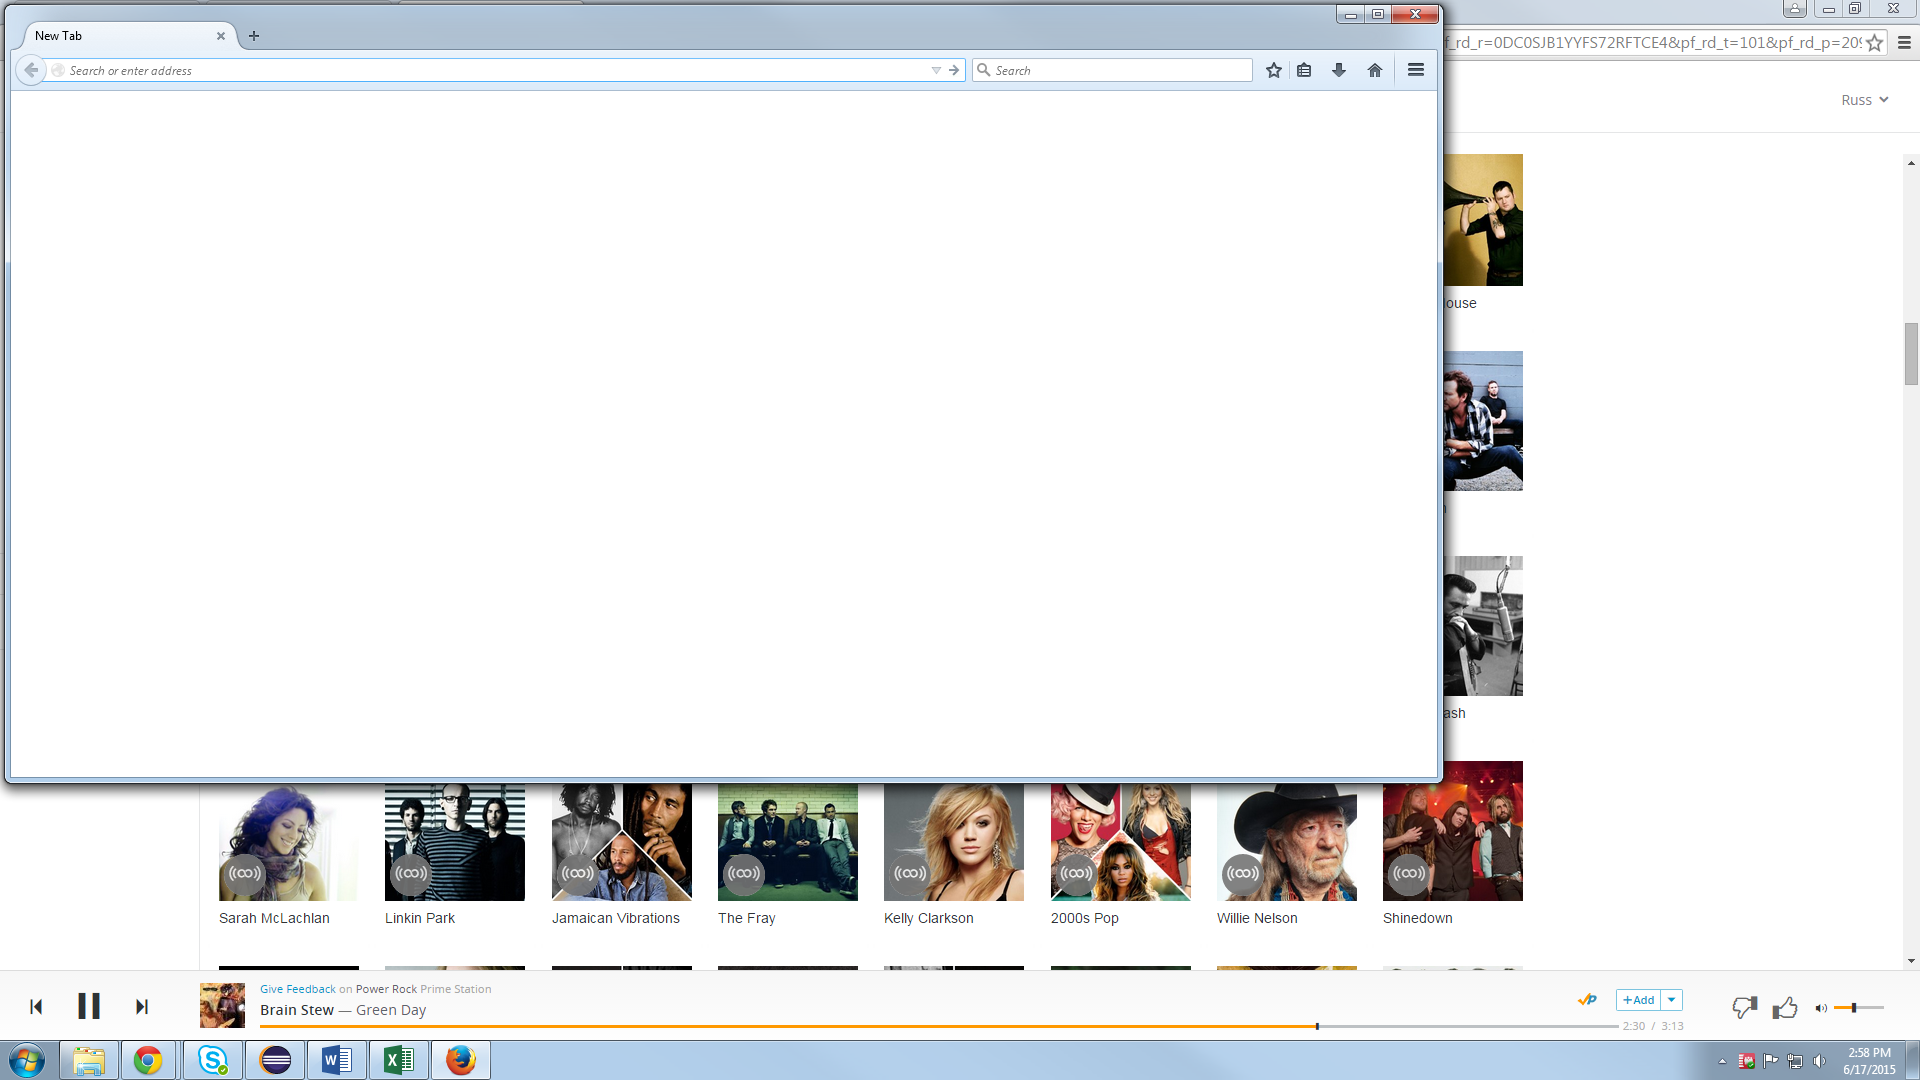 New Tab
Search or enter address
Search
f_rd_r=0DC0SJB1YYFS72RFTCE4&pf_rd_t=101&pf_rd_p=209
Russ
ouse
ash
Sarah McLachlan
Linkin Park
Jamaican Vibrations
The Fray
Kelly Clarkson
2000s Pop
Willie Nelson
Shinedown
Give Feedback on Power Rock Prime Station
Brain Stew — Green Day
+Add
2:30 / 3:13
2:58 PM
6/17/2015